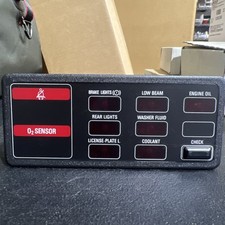 BRAKE LIGHTS
LOW BEAM
ENGINE OIL
REAR LIGHTS
WASHER FLUID
O₂ SENSOR
LICENSE-PLATE L.
COOLANT
CHECK